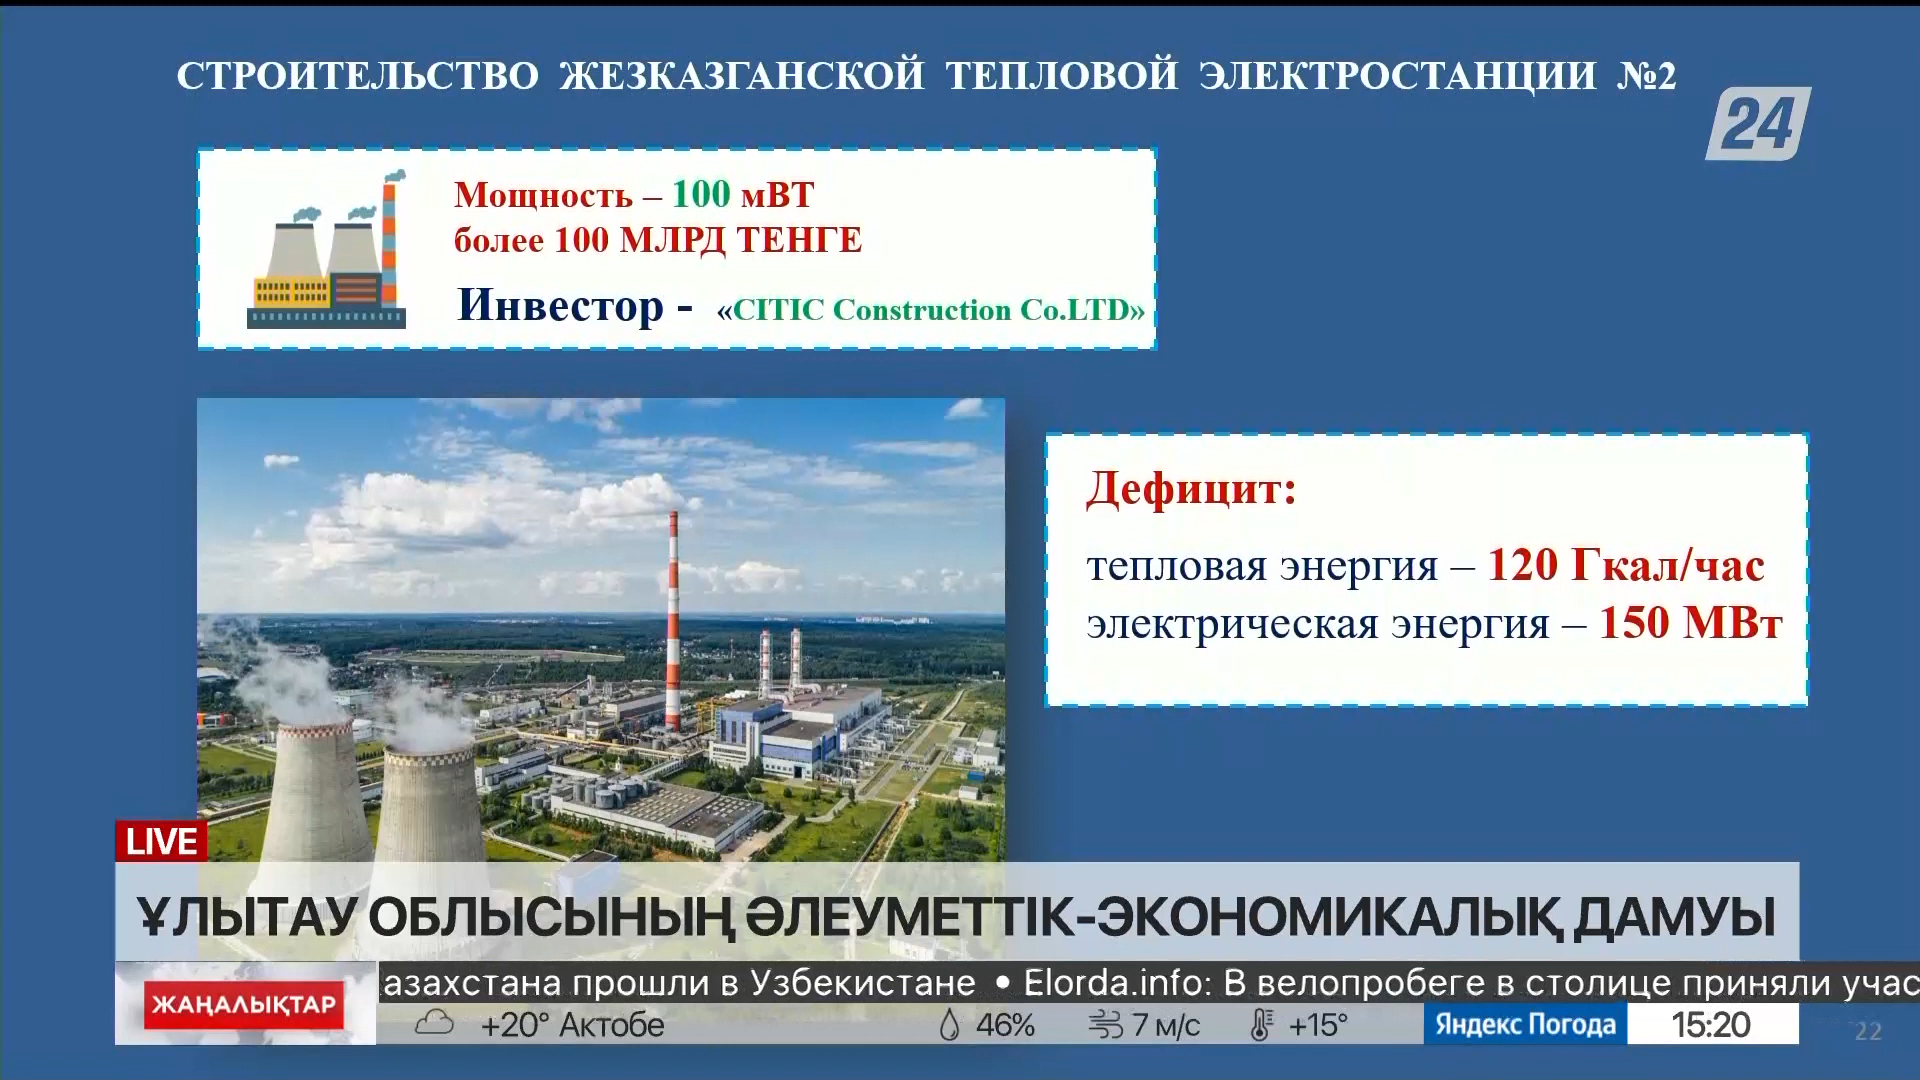 СТРОИТЕЛЬСТВО ЖЕЗКАЗГАНСКОЙ ТЕПЛОВОЙ ЭЛЕКТРОСТАНЦИИ №2
24
Мощность – 100 мВТ
более 100 МЛРД ТЕНГЕ
Инвестор - «CITIC Construction Co.LTD»
Дефицит:
тепловая энергия – 120 Гкал/час
электрическая энергия – 150 МВт
LIVE
ҰЛЫТАУ ОБЛЫСЫНЫҢ ӘЛЕУМЕТТІК-ЭКОНОМИКАЛЫҚ ДАМУЫ
ЖАҢАЛЫҚТАР
азахстана прошли в Узбекистане • Elorda.info: В велопробеге в столице приняли учас
+20° Актобе 46% 7 м/с +15° Яндекс Погода 15:20
22